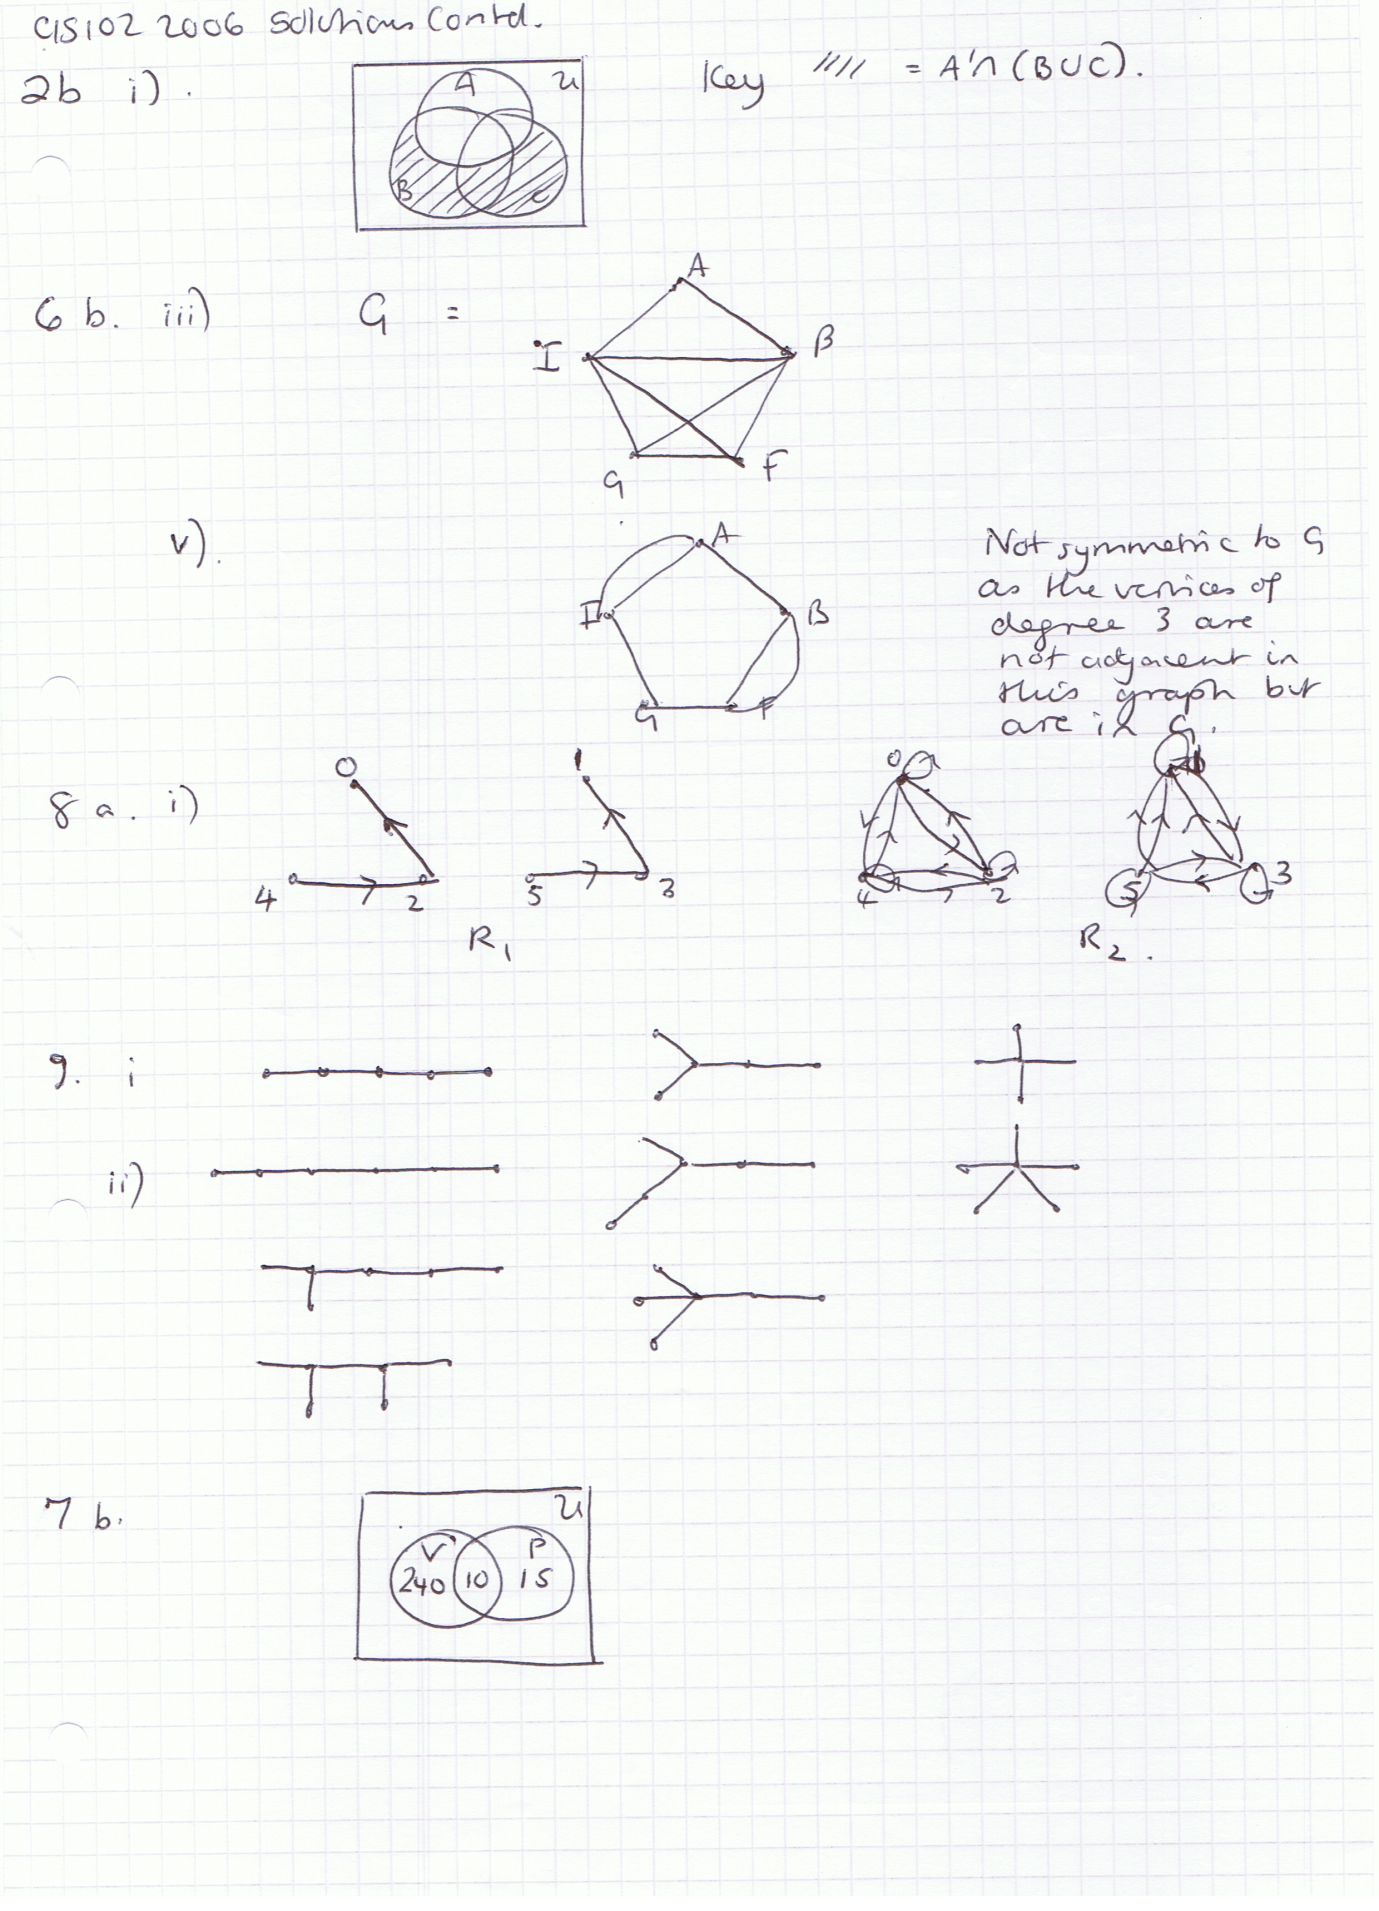 CIS102 2006 Solutions Contd.
2b i).
A
U
B
C
Key //// = A'∩(B∪C).
6 b. iii)
G =
A
I
B
G
F
v).
A
I
B
G
F
Not symmetric to G
as the vertices of
degree 3 are
not adjacent in
this graph but
are in G.
8 a. i)
0
4
2
1
5
3
R1
0
4
2
1
5
3
R2.
9. i
ii)
7 b.
U
V
P
240
10
15